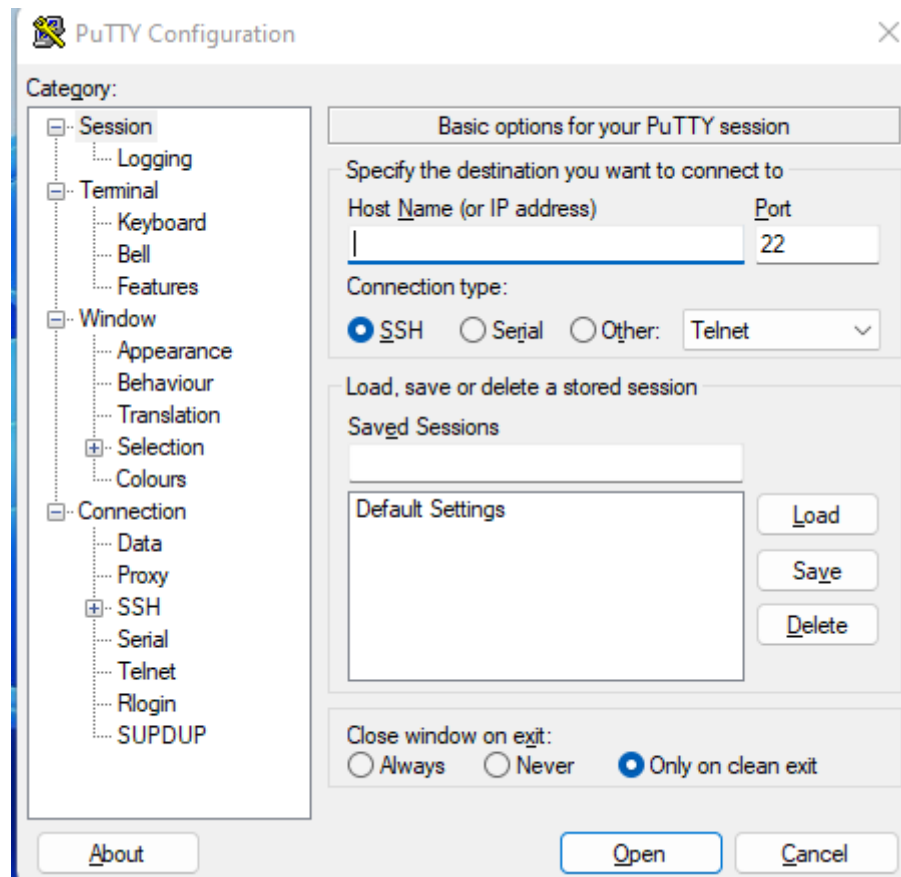 PuTTY Configuration
Category:
Session
Logging
Terminal
Keyboard
Bell
Features
Window
Appearance
Behaviour
Translation
Selection
Colours
Connection
Data
Proxy
SSH
Serial
Telnet
Rlogin
SUPDUP
Basic options for your PuTTY session
Specify the destination you want to connect to
Host Name (or IP address) Port
22
Connection type:
SSH Serial Other: Telnet
Load, save or delete a stored session
Saved Sessions
Default Settings
Load
Save
Delete
Close window on exit:
Always Never Only on clean exit
About Open Cancel